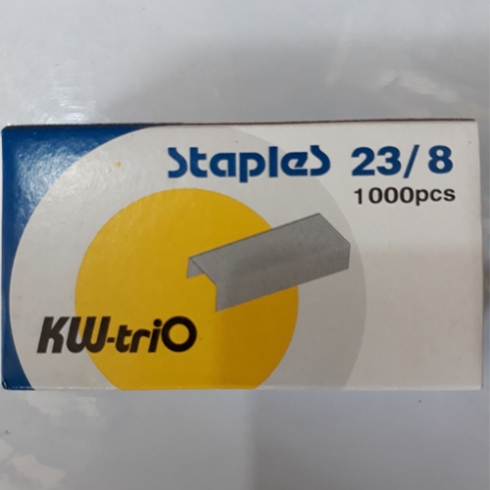 Staples 23/8
1000pcs
KW-triO